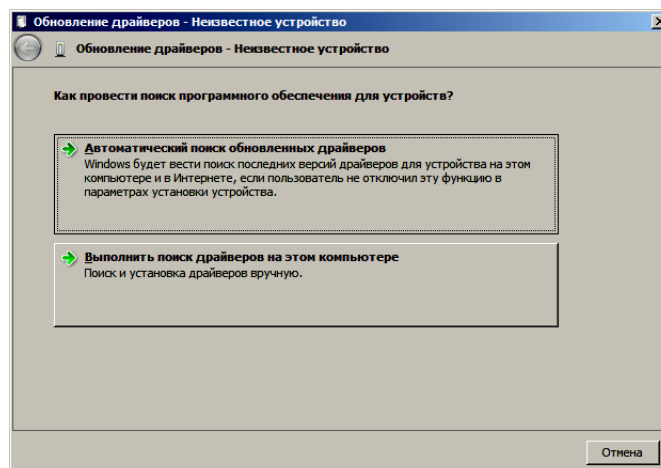 Обновление драйверов - Неизвестное устройство
Обновление драйверов - Неизвестное устройство
Как провести поиск программного обеспечения для устройств?
Автоматический поиск обновленных драйверов
Windows будет вести поиск последних версий драйверов для устройства на этом
компьютере и в Интернете, если пользователь не отключил эту функцию в
параметрах установки устройства.
Выполнить поиск драйверов на этом компьютере
Поиск и установка драйверов вручную.
Отмена